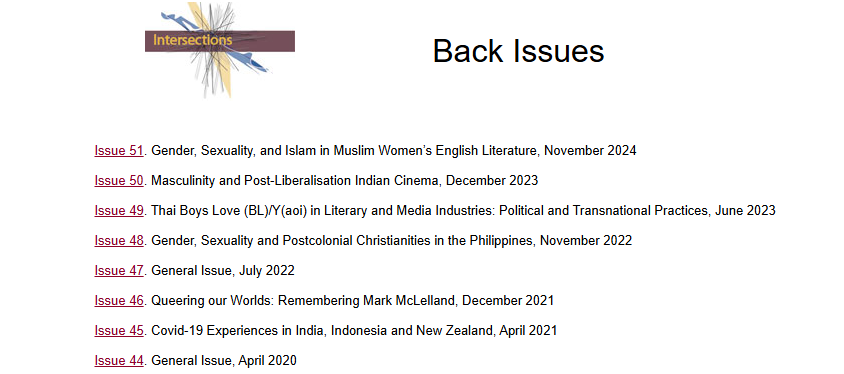 Intersections
Back Issues
Issue 51. Gender, Sexuality, and Islam in Muslim Women’s English Literature, November 2024
Issue 50. Masculinity and Post-Liberalisation Indian Cinema, December 2023
Issue 49. Thai Boys Love (BL)/Y(aoi) in Literary and Media Industries: Political and Transnational Practices, June 2023
Issue 48. Gender, Sexuality and Postcolonial Christianities in the Philippines, November 2022
Issue 47. General Issue, July 2022
Issue 46. Queering our Worlds: Remembering Mark McLelland, December 2021
Issue 45. Covid-19 Experiences in India, Indonesia and New Zealand, April 2021
Issue 44. General Issue, April 2020